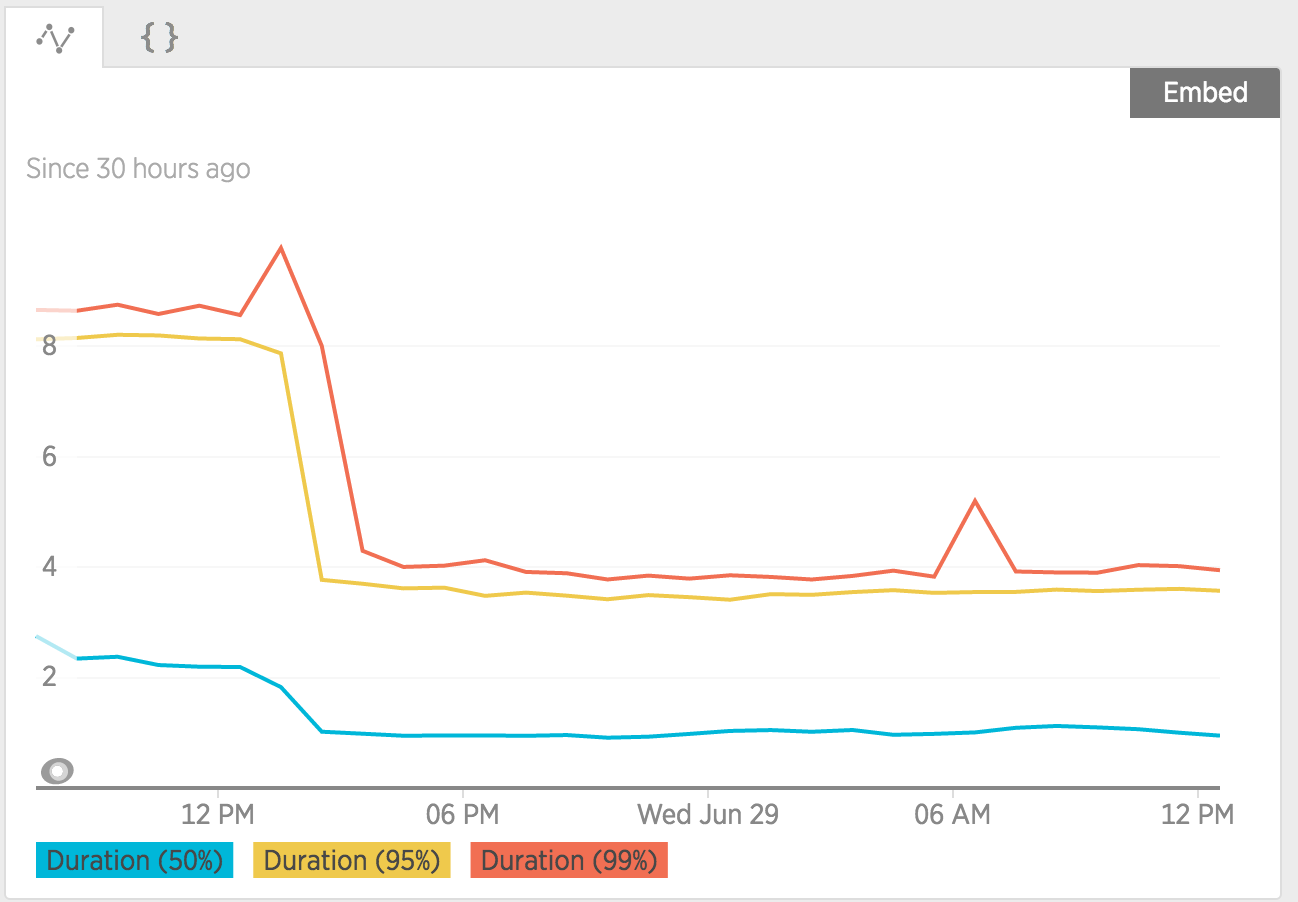 { }
Embed
Since 30 hours ago
8
6
4
2
12 PM 06 PM Wed Jun 29 06 AM 12 PM
Duration (50%) Duration (95%) Duration (99%)